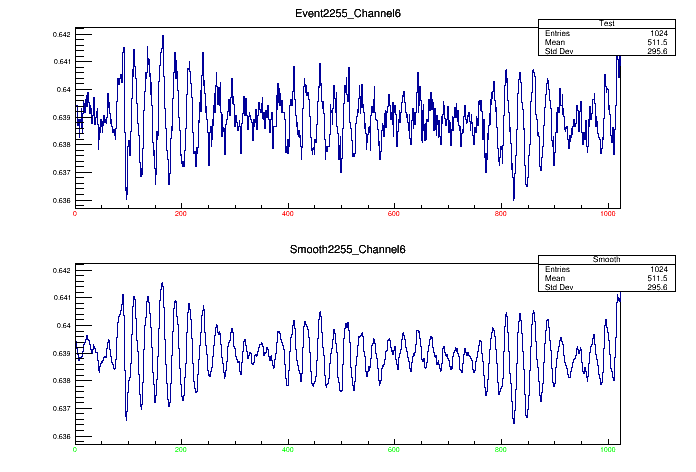 Event2255_Channel6
Test
Entries 1024
Mean 511.5
Std Dev 295.6
0.642
0.641
0.64
0.639
0.638
0.637
0.636
0 200 400 600 800 1000
Smooth2255_Channel6
Smooth
Entries 1024
Mean 511.5
Std Dev 295.6
0.642
0.641
0.64
0.639
0.638
0.637
0.636
0 200 400 600 800 1000